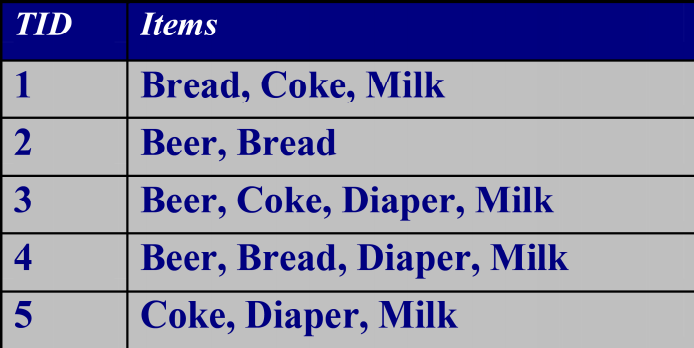 TID Items
1 Bread, Coke, Milk
2 Beer, Bread
3 Beer, Coke, Diaper, Milk
4 Beer, Bread, Diaper, Milk
5 Coke, Diaper, Milk